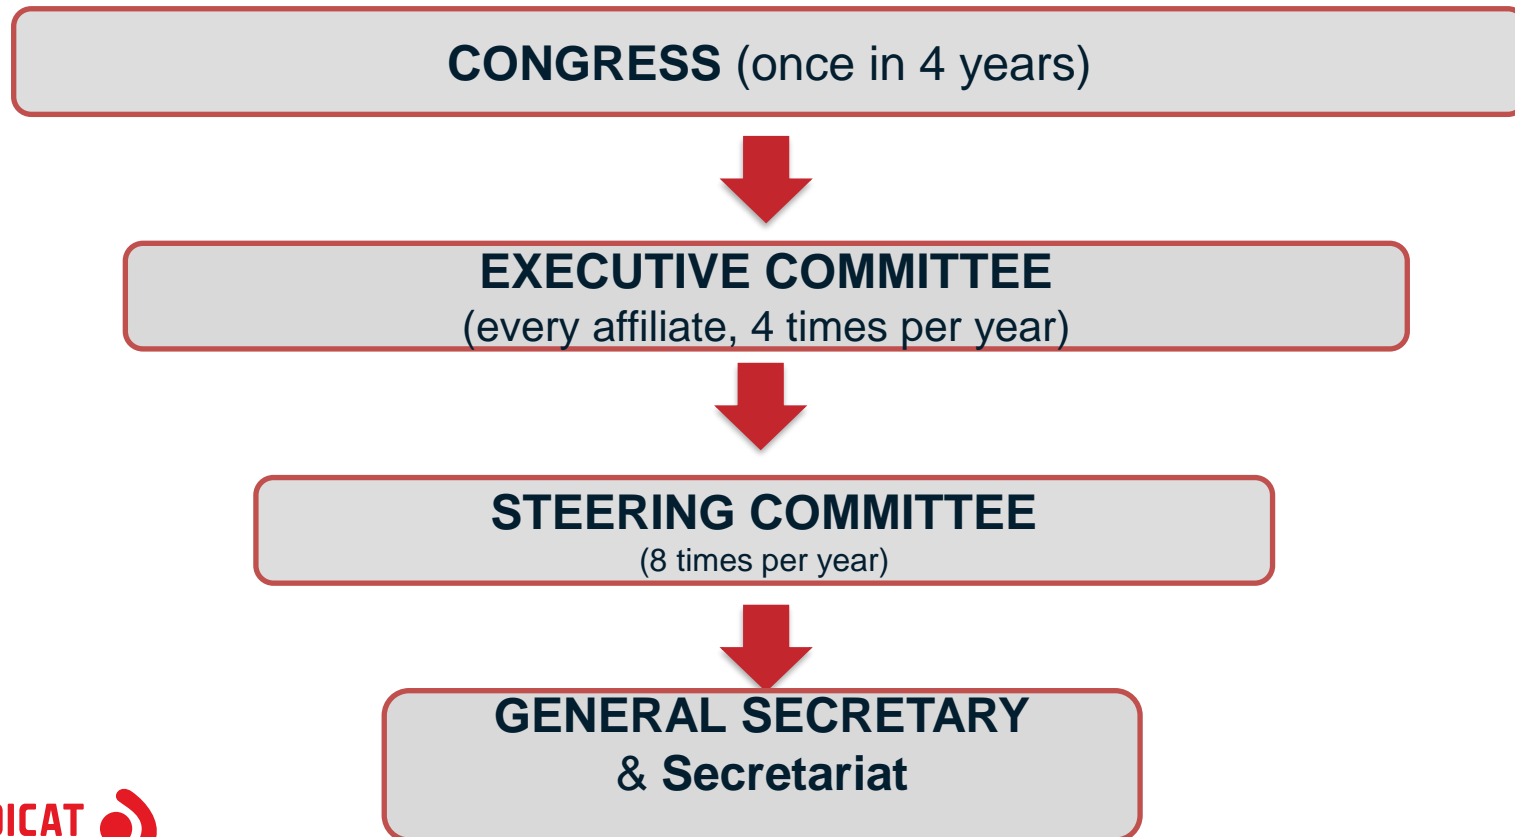 CONGRESS (once in 4 years)
EXECUTIVE COMMITTEE
(every affiliate, 4 times per year)
STEERING COMMITTEE
(8 times per year)
GENERAL SECRETARY
& Secretariat
DICAT